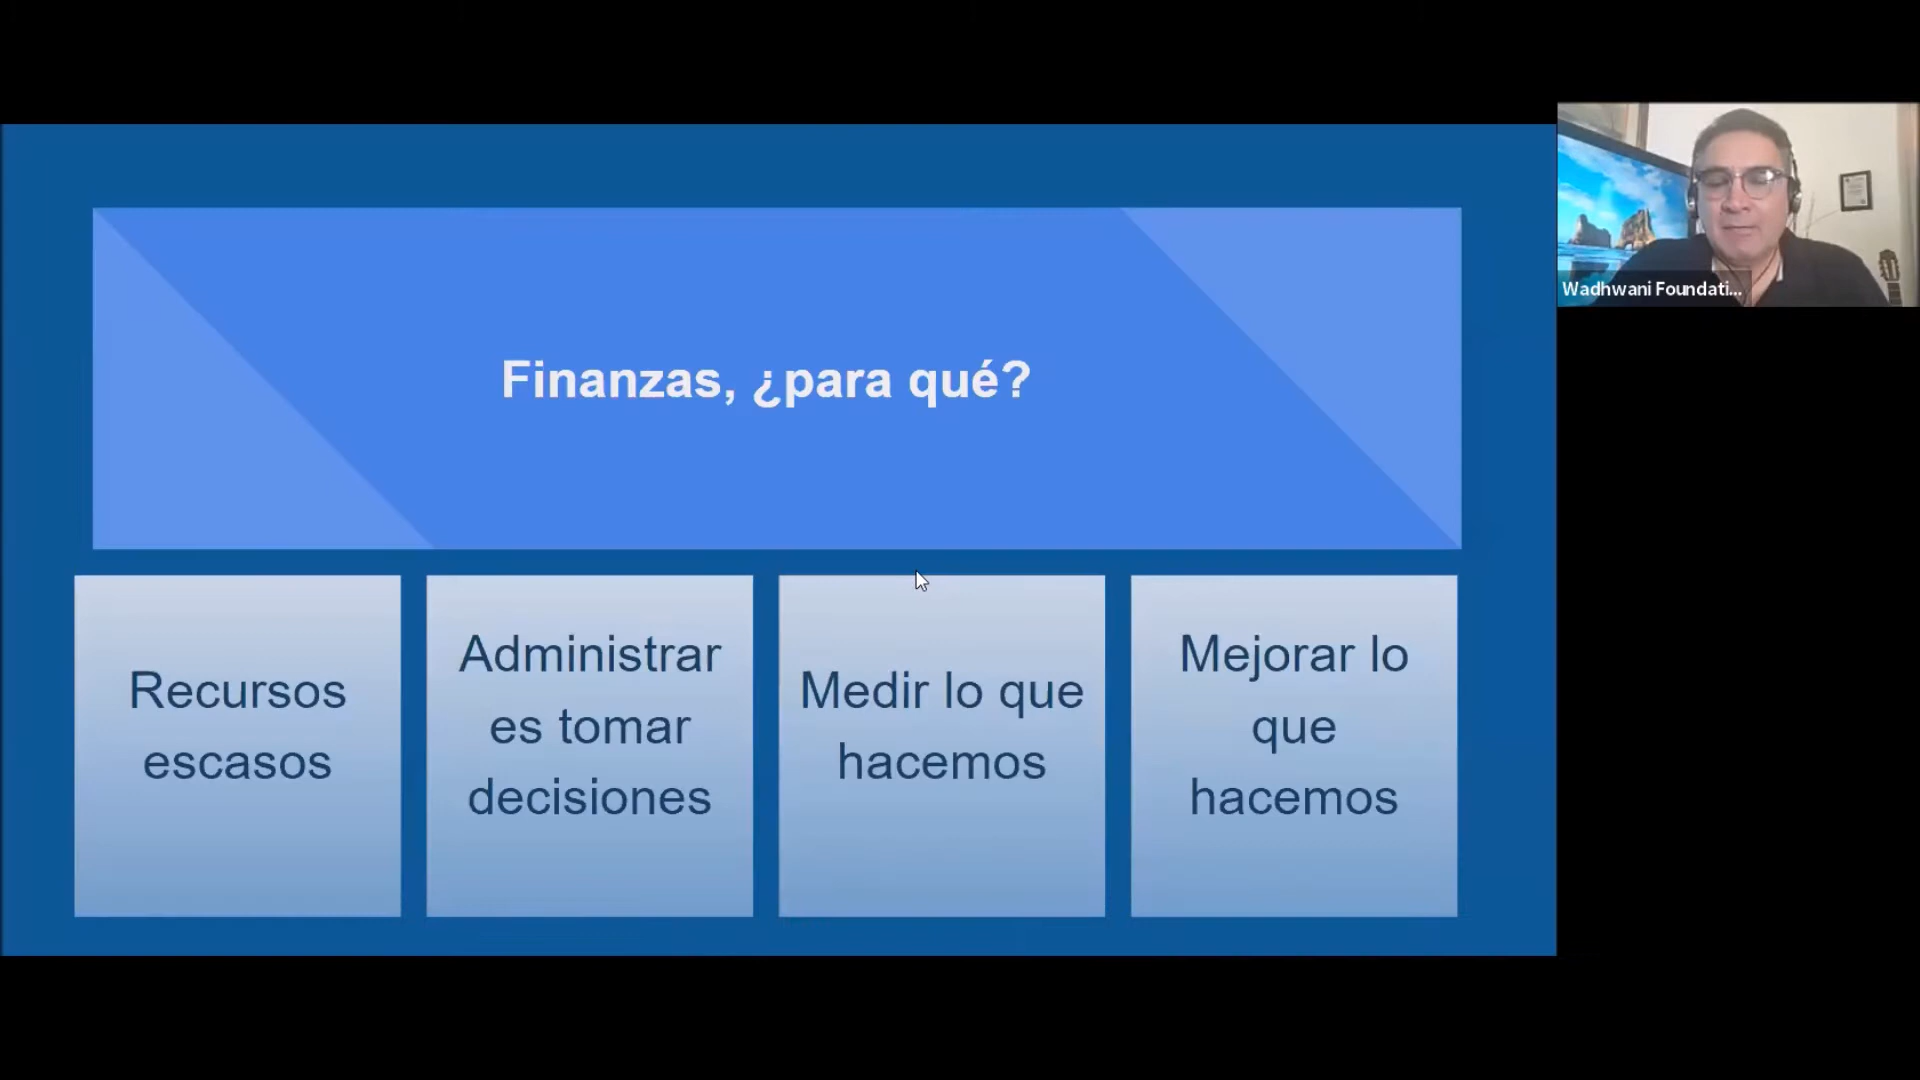 Finanzas, ¿para qué?
Recursos
escasos
Administrar
es tomar
decisiones
Medir lo que
hacemos
Mejorar lo
que
hacemos
Wadhwani Foundati...